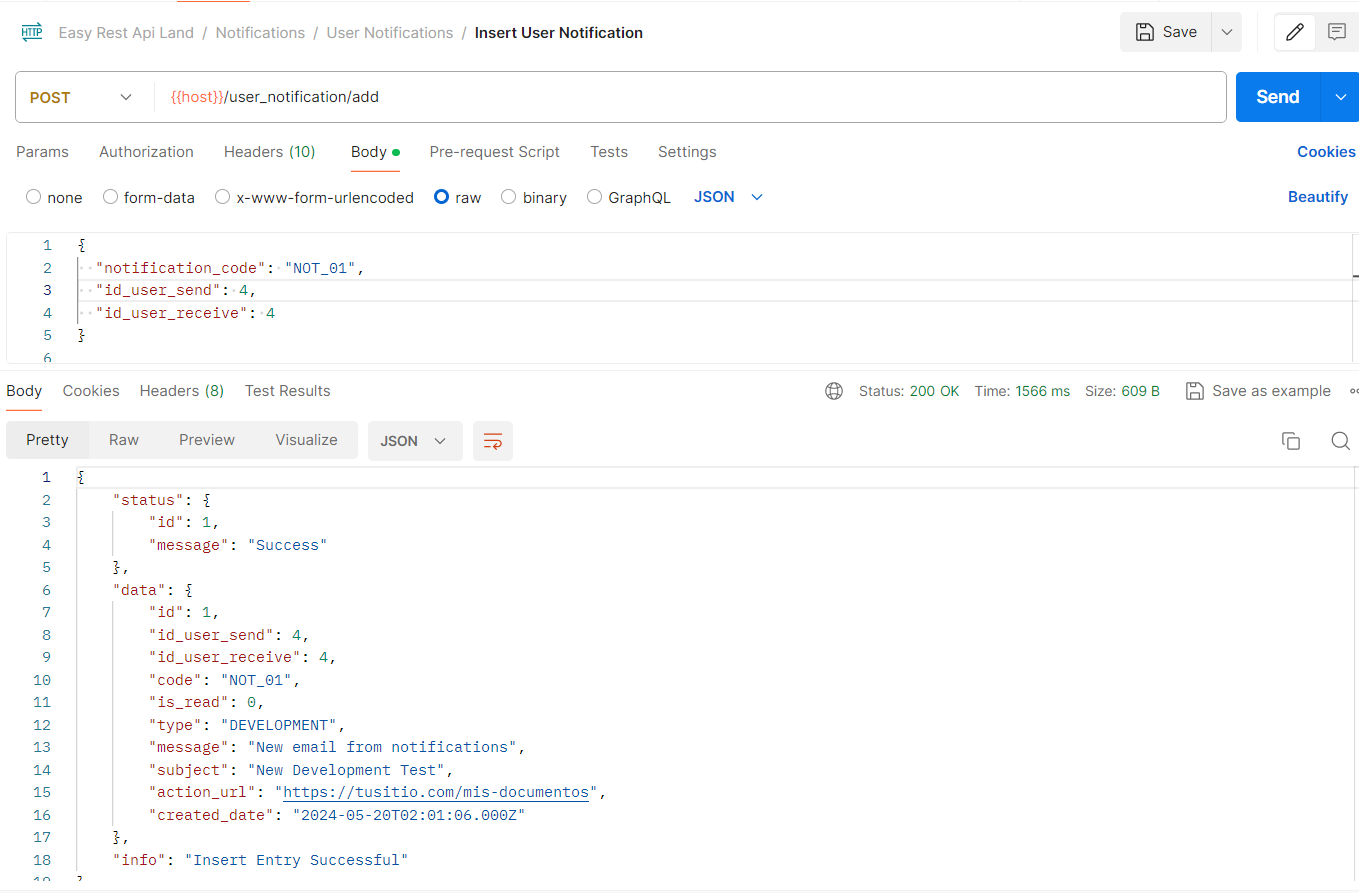 HTTP Easy Rest Api Land / Notifications / User Notifications / Insert User Notification Save
POST {{host}}/user_notification/add Send
Params Authorization Headers (10) Body Pre-request Script Tests Settings Cookies
none form-data x-www-form-urlencoded raw binary GraphQL JSON Beautify
1 {
2 "notification_code": "NOT_01",
3 "id_user_send": 4,
4 "id_user_receive": 4
5 }
6
Body Cookies Headers (8) Test Results Status: 200 OK Time: 1566 ms Size: 609 B Save as example
Pretty Raw Preview Visualize JSON
1 {
2 "status": {
3 "id": 1,
4 "message": "Success"
5 },
6 "data": {
7 "id": 1,
8 "id_user_send": 4,
9 "id_user_receive": 4,
10 "code": "NOT_01",
11 "is_read": 0,
12 "type": "DEVELOPMENT",
13 "message": "New email from notifications",
14 "subject": "New Development Test",
15 "action_url": "https://tusitio.com/mis-documentos",
16 "created_date": "2024-05-20T02:01:06.000Z"
17 },
18 "info": "Insert Entry Successful"
19 }